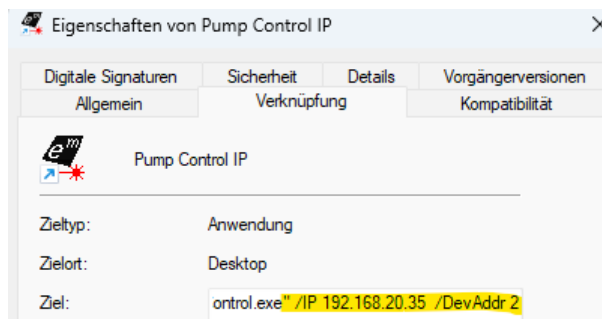 Eigenschaften von Pump Control IP
Digitale Signaturen Sicherheit Details Vorgängerversionen
Allgemein Verknüpfung Kompatibilität
em
Pump Control IP
Zieltyp: Anwendung
Zielort: Desktop
Ziel: ontrol.exe" /IP 192.168.20.35 /DevAddr 2